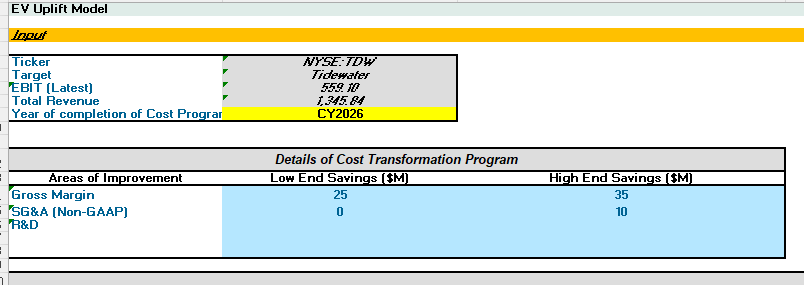 EV Uplift Model
Input
Ticker NYSE:TDW
Target Tidewater
EBIT (Latest) 559.10
Total Revenue 1,345.84
Year of completion of Cost Program CY2026
Details of Cost Transformation Program
Areas of Improvement Low End Savings ($M) High End Savings ($M)
Gross Margin 25 35
SG&A (Non-GAAP) 0 10
R&D